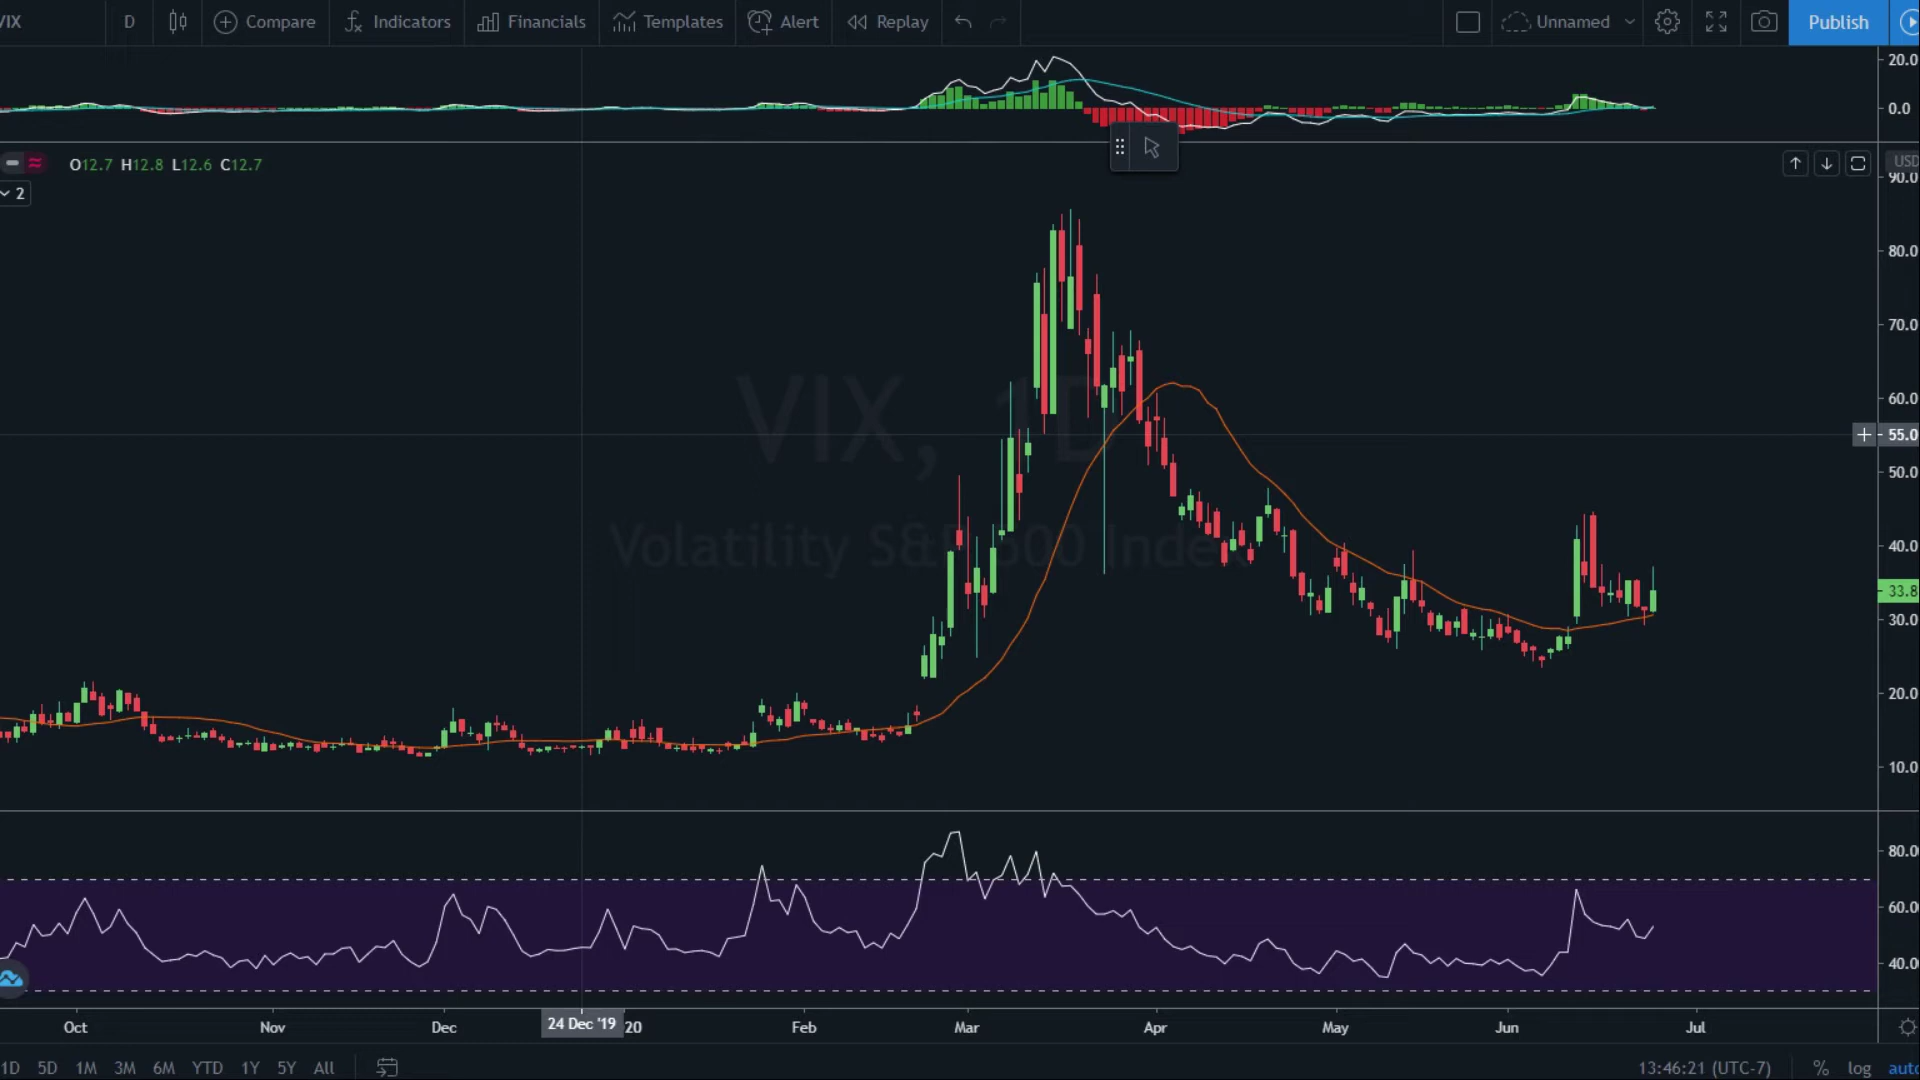 VIX D Compare Indicators Financials Templates Alert Replay Unnamed Publish
20.0
0.0
O12.7 H12.8 L12.6 C12.7
USD
90.0
2
80.0
70.0
VIX, 1D
60.0
55.0
50.0
Volatility S&P 500 Index
40.0
33.8
30.0
20.0
10.0
80.0
60.0
40.0
Oct Nov Dec 24 Dec '19 20 Feb Mar Apr May Jun Jul
1D 5D 1M 3M 6M YTD 1Y 5Y All 13:46:21 (UTC-7) % log auto